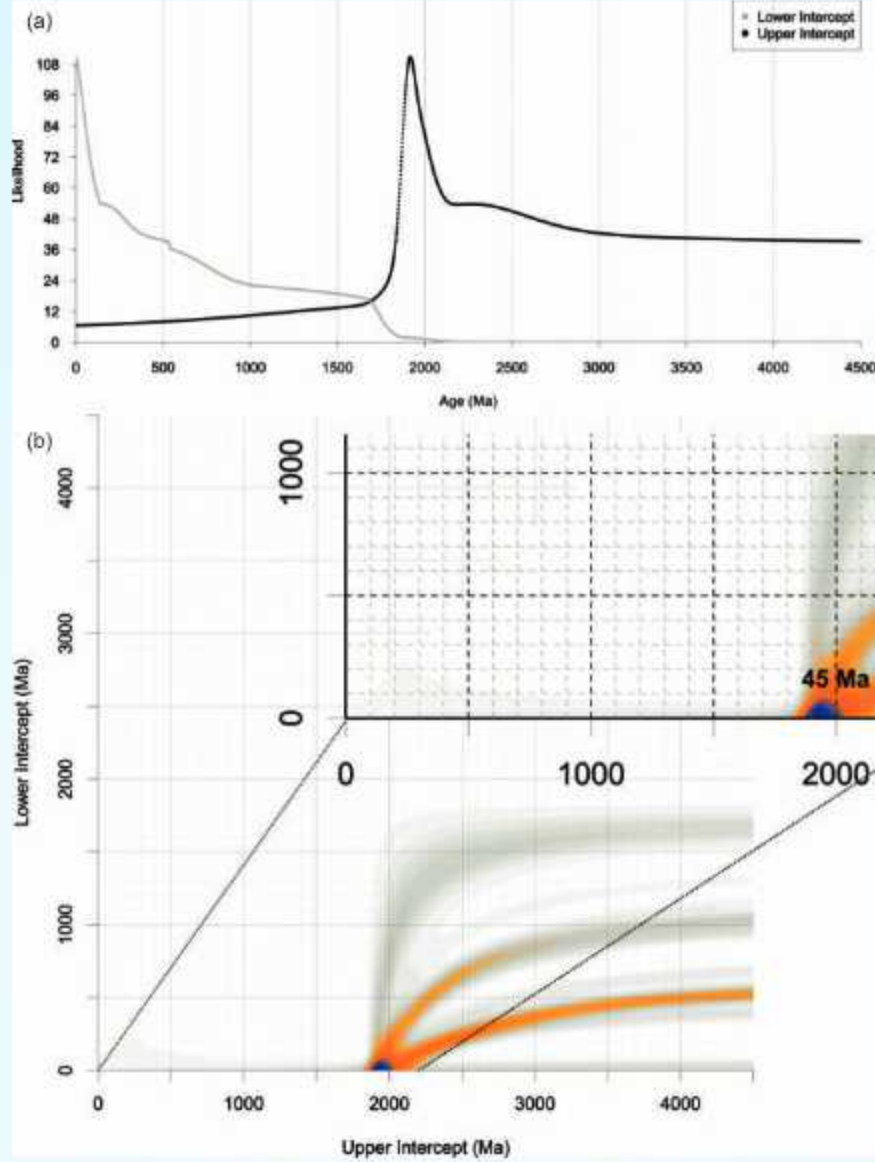 (a)
Lower Intercept
Upper Intercept
108
96
84
72
60
48
36
24
12
0
Likelihood
0 500 1000 1500 2000 2500 3000 3500 4000 4500
Age (Ma)
(b)
1000
0
45 Ma
0 1000 2000
4000
3000
2000
1000
0
Lower Intercept (Ma)
0 1000 2000 3000 4000
Upper Intercept (Ma)